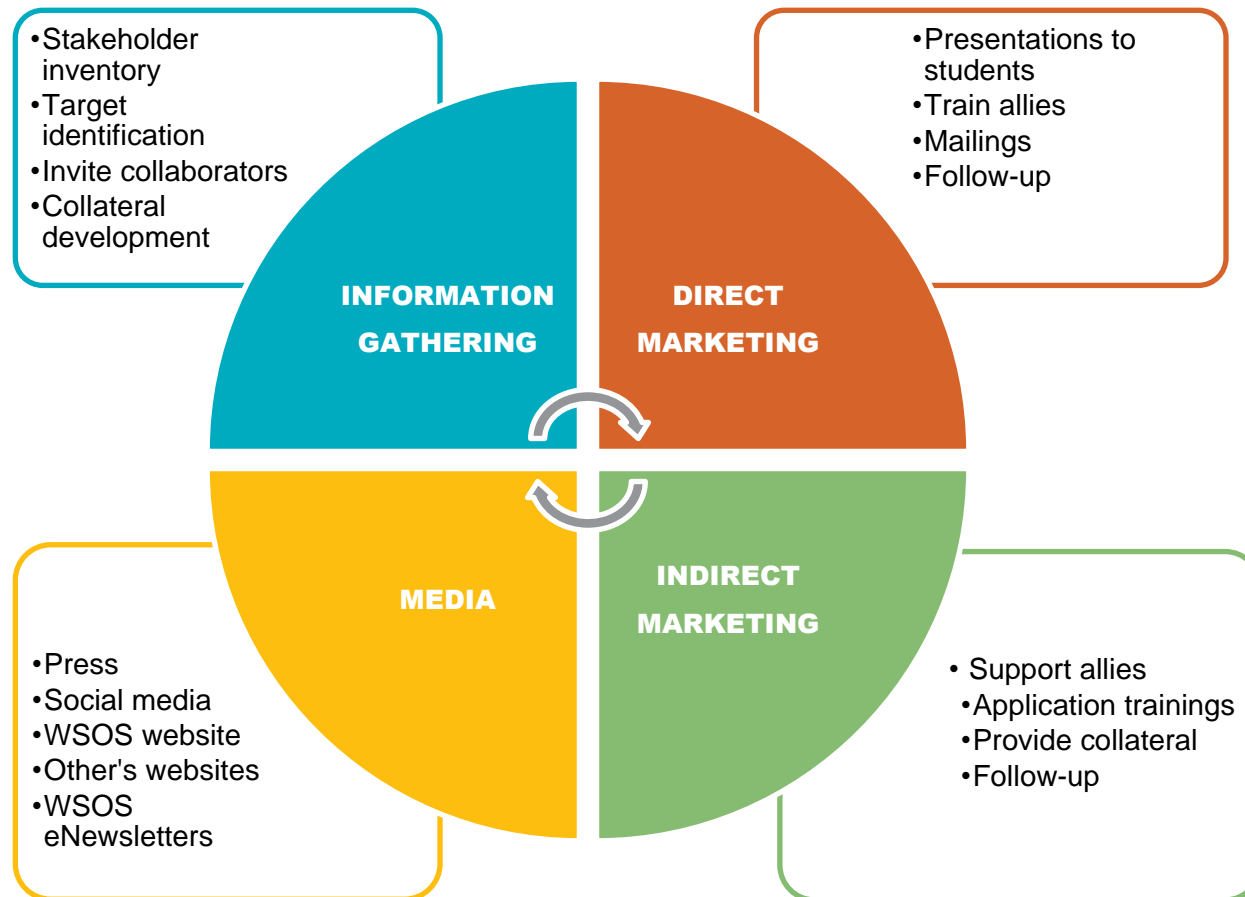 •Stakeholder
inventory
•Target
identification
•Invite collaborators
•Collateral
development
•Presentations to
students
•Train allies
•Mailings
•Follow-up
INFORMATION
GATHERING
DIRECT
MARKETING
MEDIA
INDIRECT
MARKETING
•Press
•Social media
•WSOS website
•Other's websites
•WSOS
eNewsletters
• Support allies
•Application trainings
•Provide collateral
•Follow-up